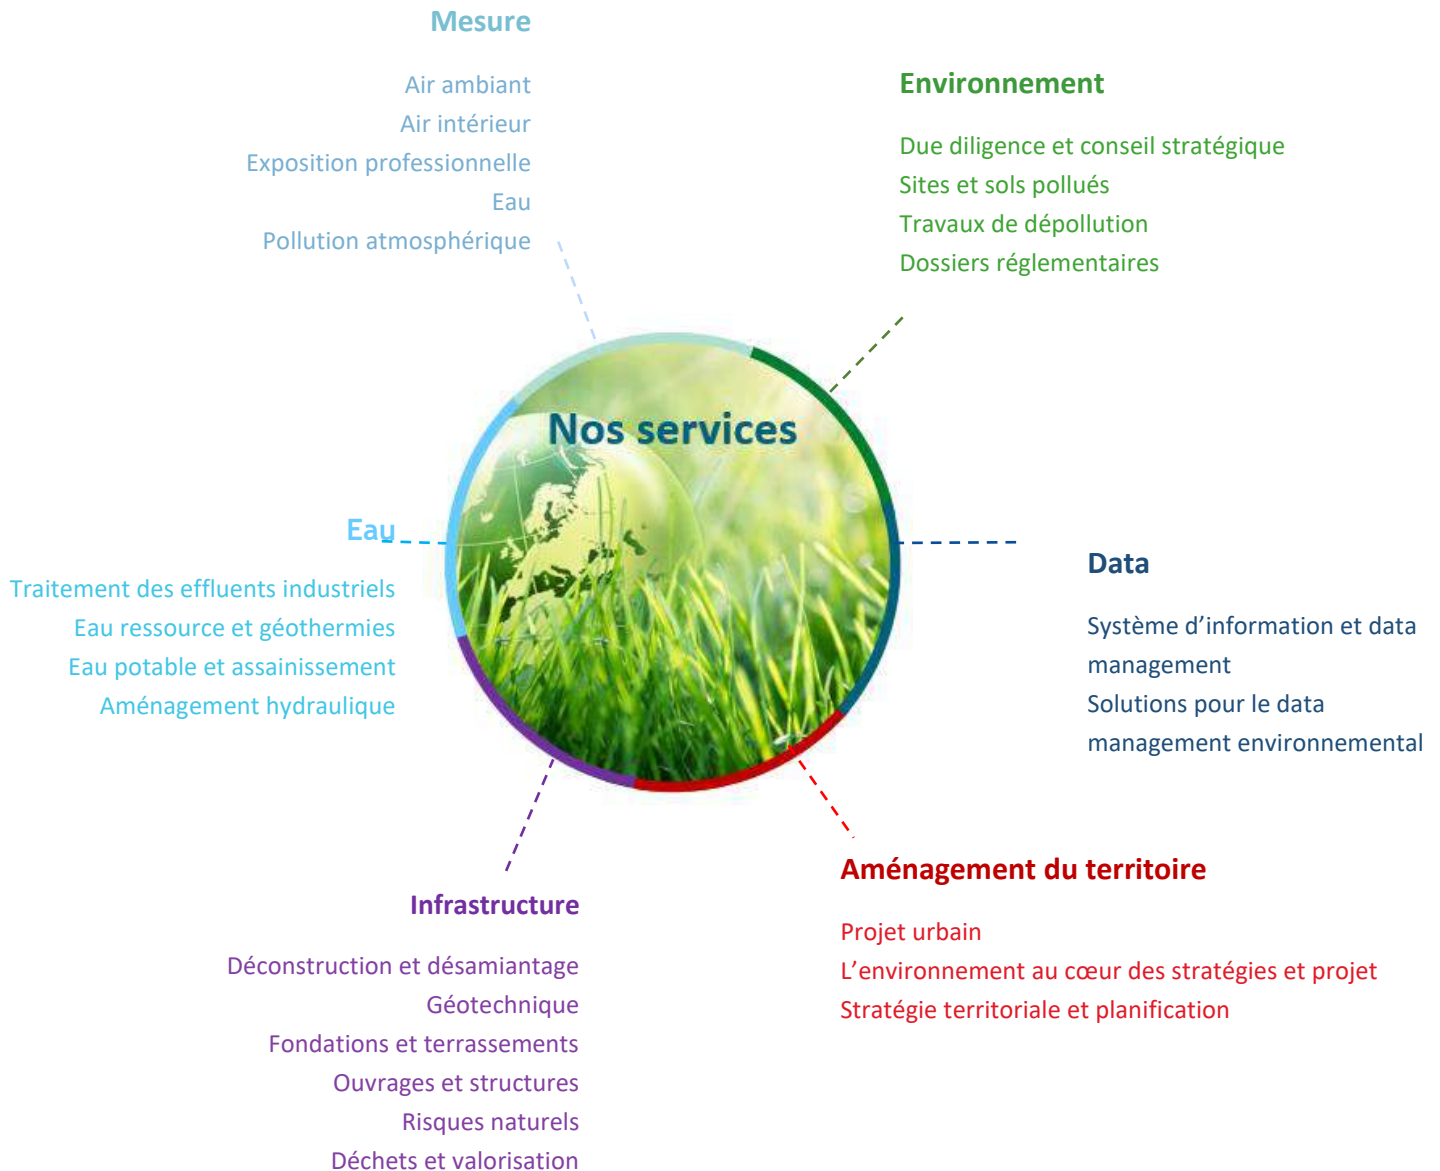 Mesure
Air ambiant
Air intérieur
Exposition professionnelle
Eau
Pollution atmosphérique
Environnement
Due diligence et conseil stratégique
Sites et sols pollués
Travaux de dépollution
Dossiers réglementaires
Nos services
Eau
Traitement des effluents industriels
Eau ressource et géothermies
Eau potable et assainissement
Aménagement hydraulique
Data
Système d’information et data
management
Solutions pour le data
management environnemental
Infrastructure
Déconstruction et désamiantage
Géotechnique
Fondations et terrassements
Ouvrages et structures
Risques naturels
Déchets et valorisation
Aménagement du territoire
Projet urbain
L’environnement au cœur des stratégies et projet
Stratégie territoriale et planification